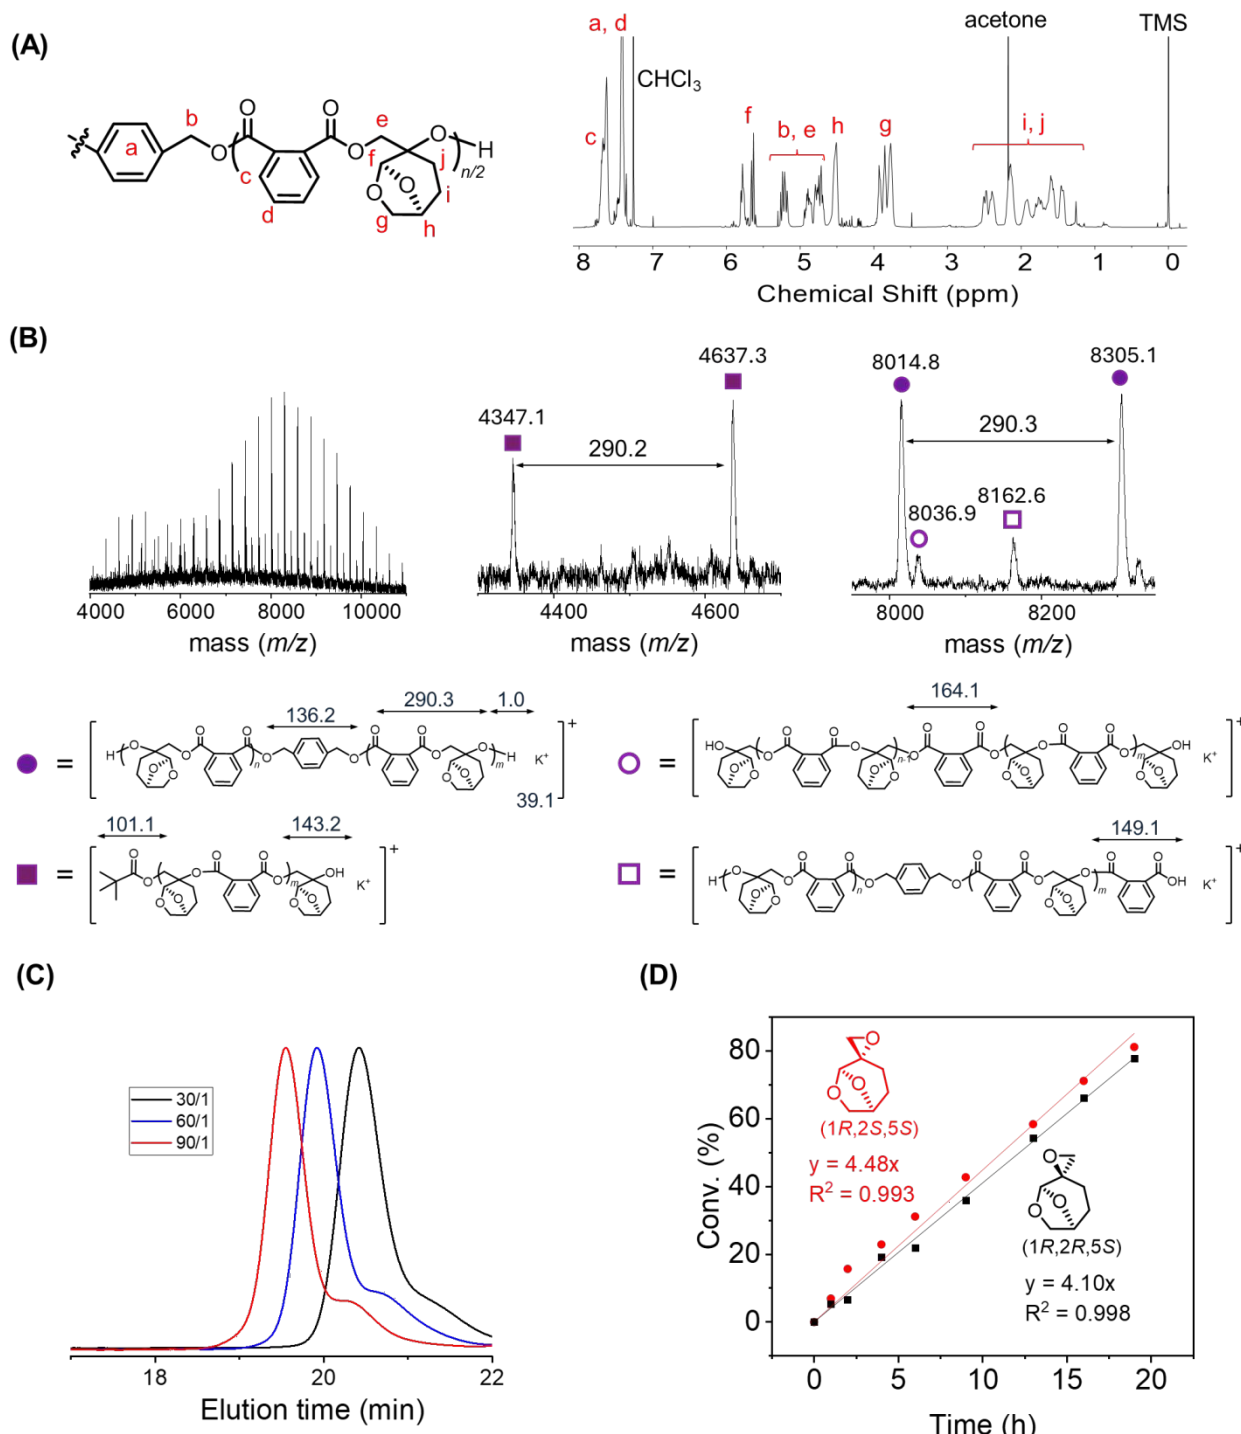 (A)
a, d
acetone
TMS
CHCl3
b
e
O
O
O
O
O
H
n/2
a
f
j
O
O
c
d
g
i
h
c
f
b, e
h
g
i, j
8 7 6 5 4 3 2 1 0
Chemical Shift (ppm)
(B)
4637.3
4347.1
290.2
8014.8
8305.1
290.3
8162.6
8036.9
4000 6000 8000 10000
mass (m/z)
4400 4600
mass (m/z)
8000 8200
mass (m/z)
136.2
290.3
1.0
= [ H n m H K+ ]+
39.1
164.1
= [ HO n-1 m OH K+ ]+
101.1
143.2
= [ m OH K+ ]+
149.1
= [ H n m OH K+ ]+
(C)
30/1
60/1
90/1
18 20 22
Elution time (min)
(D)
Conv. (%)
80
60
40
20
0
(1R,2S,5S)
y = 4.48x
R2 = 0.993
(1R,2R,5S)
y = 4.10x
R2 = 0.998
0 5 10 15 20
Time (h)